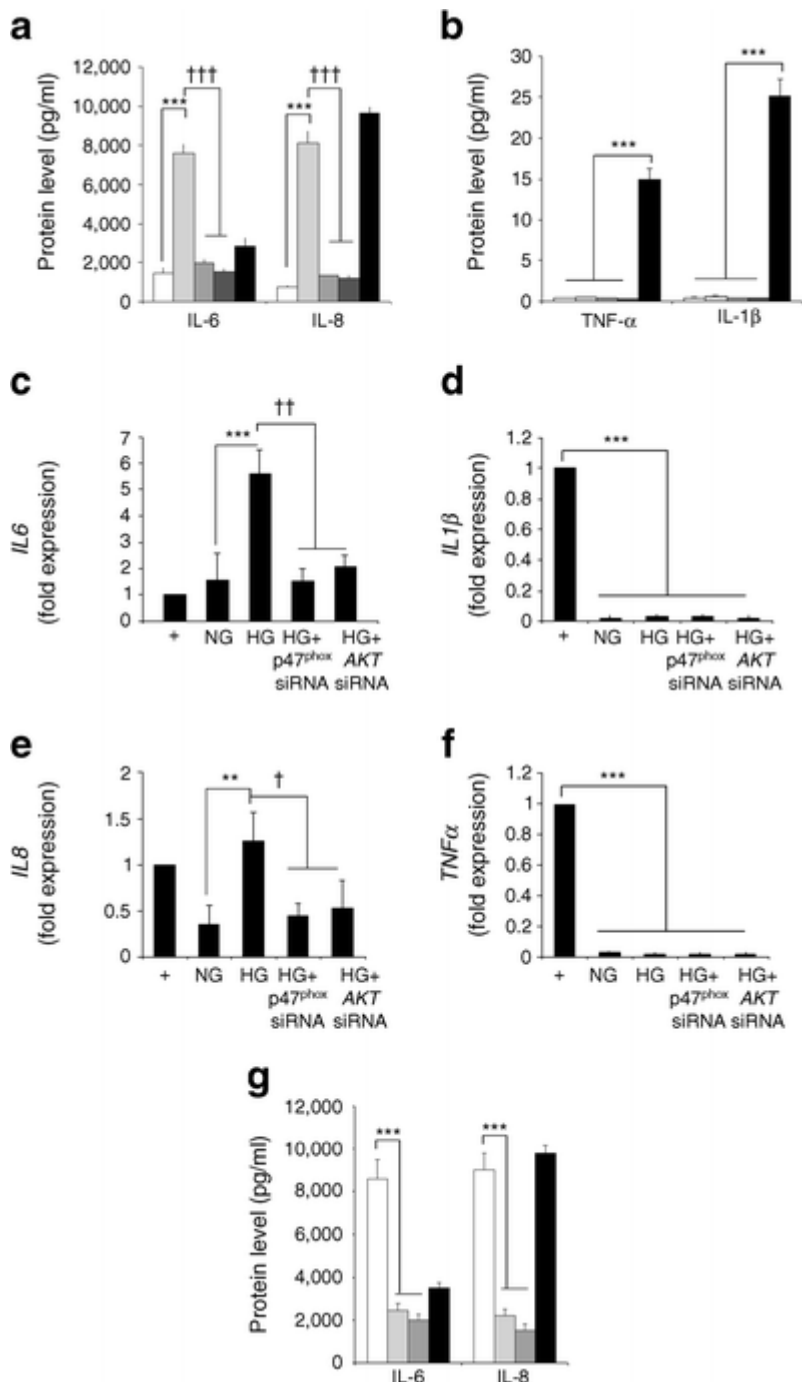 a
Protein level (pg/ml)
12,000
10,000
8,000
6,000
4,000
2,000
0
***
†††
***
†††
IL-6
IL-8
b
Protein level (pg/ml)
30
25
20
15
10
5
0
***
***
TNF-α
IL-1β
c
IL6
(fold expression)
7
6
5
4
3
2
1
0
***
††
+
NG
HG
HG+
p47phox
siRNA
HG+
AKT
siRNA
d
IL1β
(fold expression)
1.2
1
0.8
0.6
0.4
0.2
0
***
+
NG
HG
HG+
p47phox
siRNA
HG+
AKT
siRNA
e
IL8
(fold expression)
2
1.5
1
0.5
0
**
†
+
NG
HG
HG+
p47phox
siRNA
HG+
AKT
siRNA
f
TNFα
(fold expression)
1.2
1
0.8
0.6
0.4
0.2
0
***
+
NG
HG
HG+
p47phox
siRNA
HG+
AKT
siRNA
g
Protein level (pg/ml)
12,000
10,000
8,000
6,000
4,000
2,000
0
***
***
IL-6
IL-8